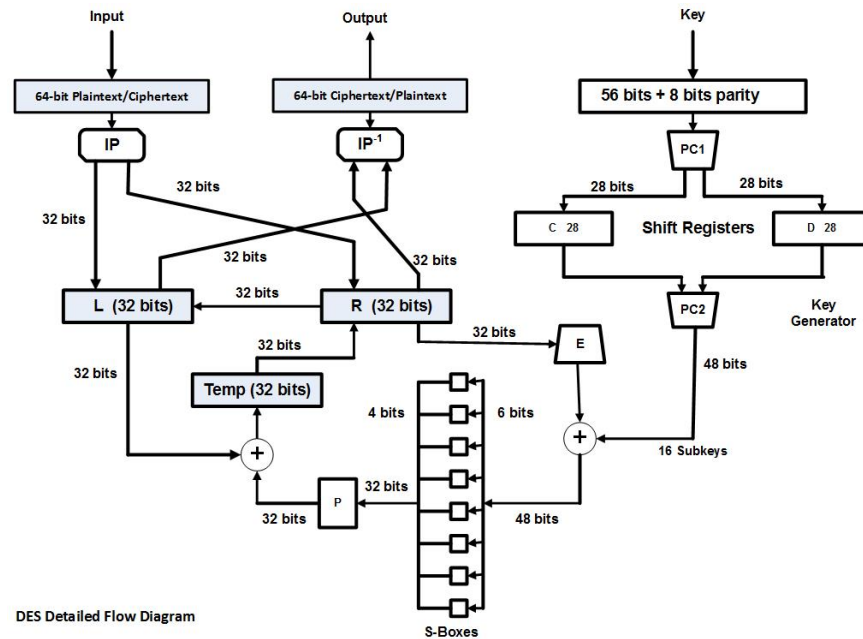 Input
Output
Key
64-bit Plaintext/Ciphertext
64-bit Ciphertext/Plaintext
56 bits + 8 bits parity
IP
IP-1
PC1
32 bits
32 bits
28 bits
28 bits
C 28
Shift Registers
D 28
32 bits
32 bits
L (32 bits)
32 bits
R (32 bits)
PC2
Key
Generator
32 bits
E
32 bits
32 bits
48 bits
Temp (32 bits)
4 bits
6 bits
+
+
16 Subkeys
32 bits
P
32 bits
48 bits
DES Detailed Flow Diagram
S-Boxes